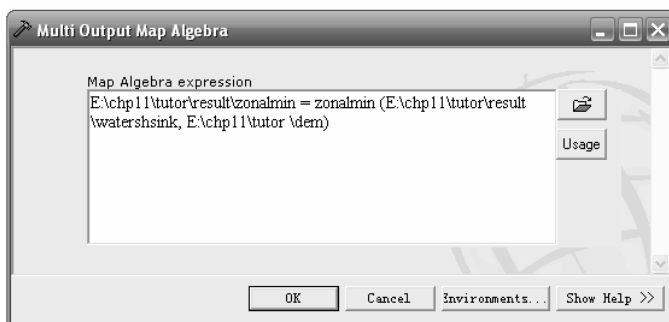 Multi Output Map Algebra
Map Algebra expression
E:\chp11\tutor\result\zonalmin = zonalmin (E:\chp11\tutor\result
\watershsink, E:\chp11\tutor \dem)
Usage
OK Cancel Environments... Show Help >>